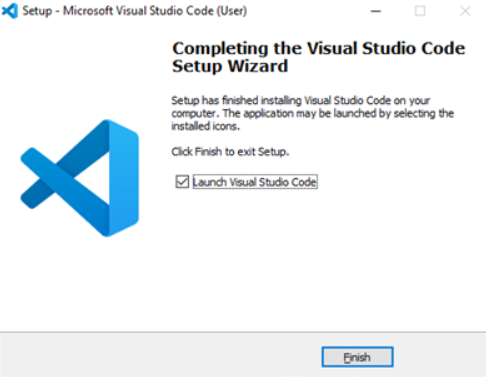 Setup - Microsoft Visual Studio Code (User)
Completing the Visual Studio Code
Setup Wizard
Setup has finished installing Visual Studio Code on your
computer. The application may be launched by selecting the
installed icons.
Click Finish to exit Setup.
Launch Visual Studio Code
Finish